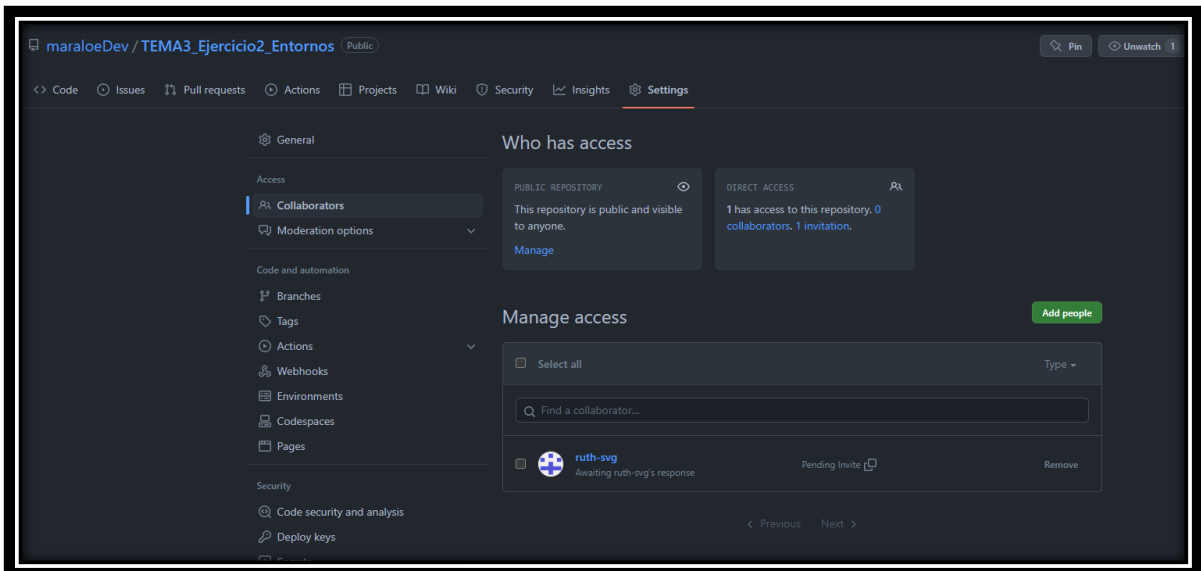 maraloeDev / TEMA3_Ejercicio2_Entornos Public
Pin
Unwatch 1
Code Issues Pull requests Actions Projects Wiki Security Insights Settings
General
Access
Collaborators
Moderation options
Code and automation
Branches
Tags
Actions
Webhooks
Environments
Codespaces
Pages
Security
Code security and analysis
Deploy keys
Who has access
PUBLIC REPOSITORY
This repository is public and visible
to anyone.
Manage
DIRECT ACCESS
1 has access to this repository. 0
collaborators. 1 invitation.
Manage access
Add people
Select all
Type
Find a collaborator...
ruth-svg
Awaiting ruth-svg's response
Pending Invite
Remove
< Previous Next >